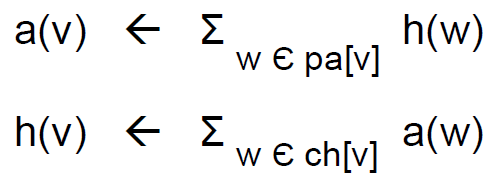 a(v) ← Σ w Є pa[v] h(w)
h(v) ← Σ w Є ch[v] a(w)